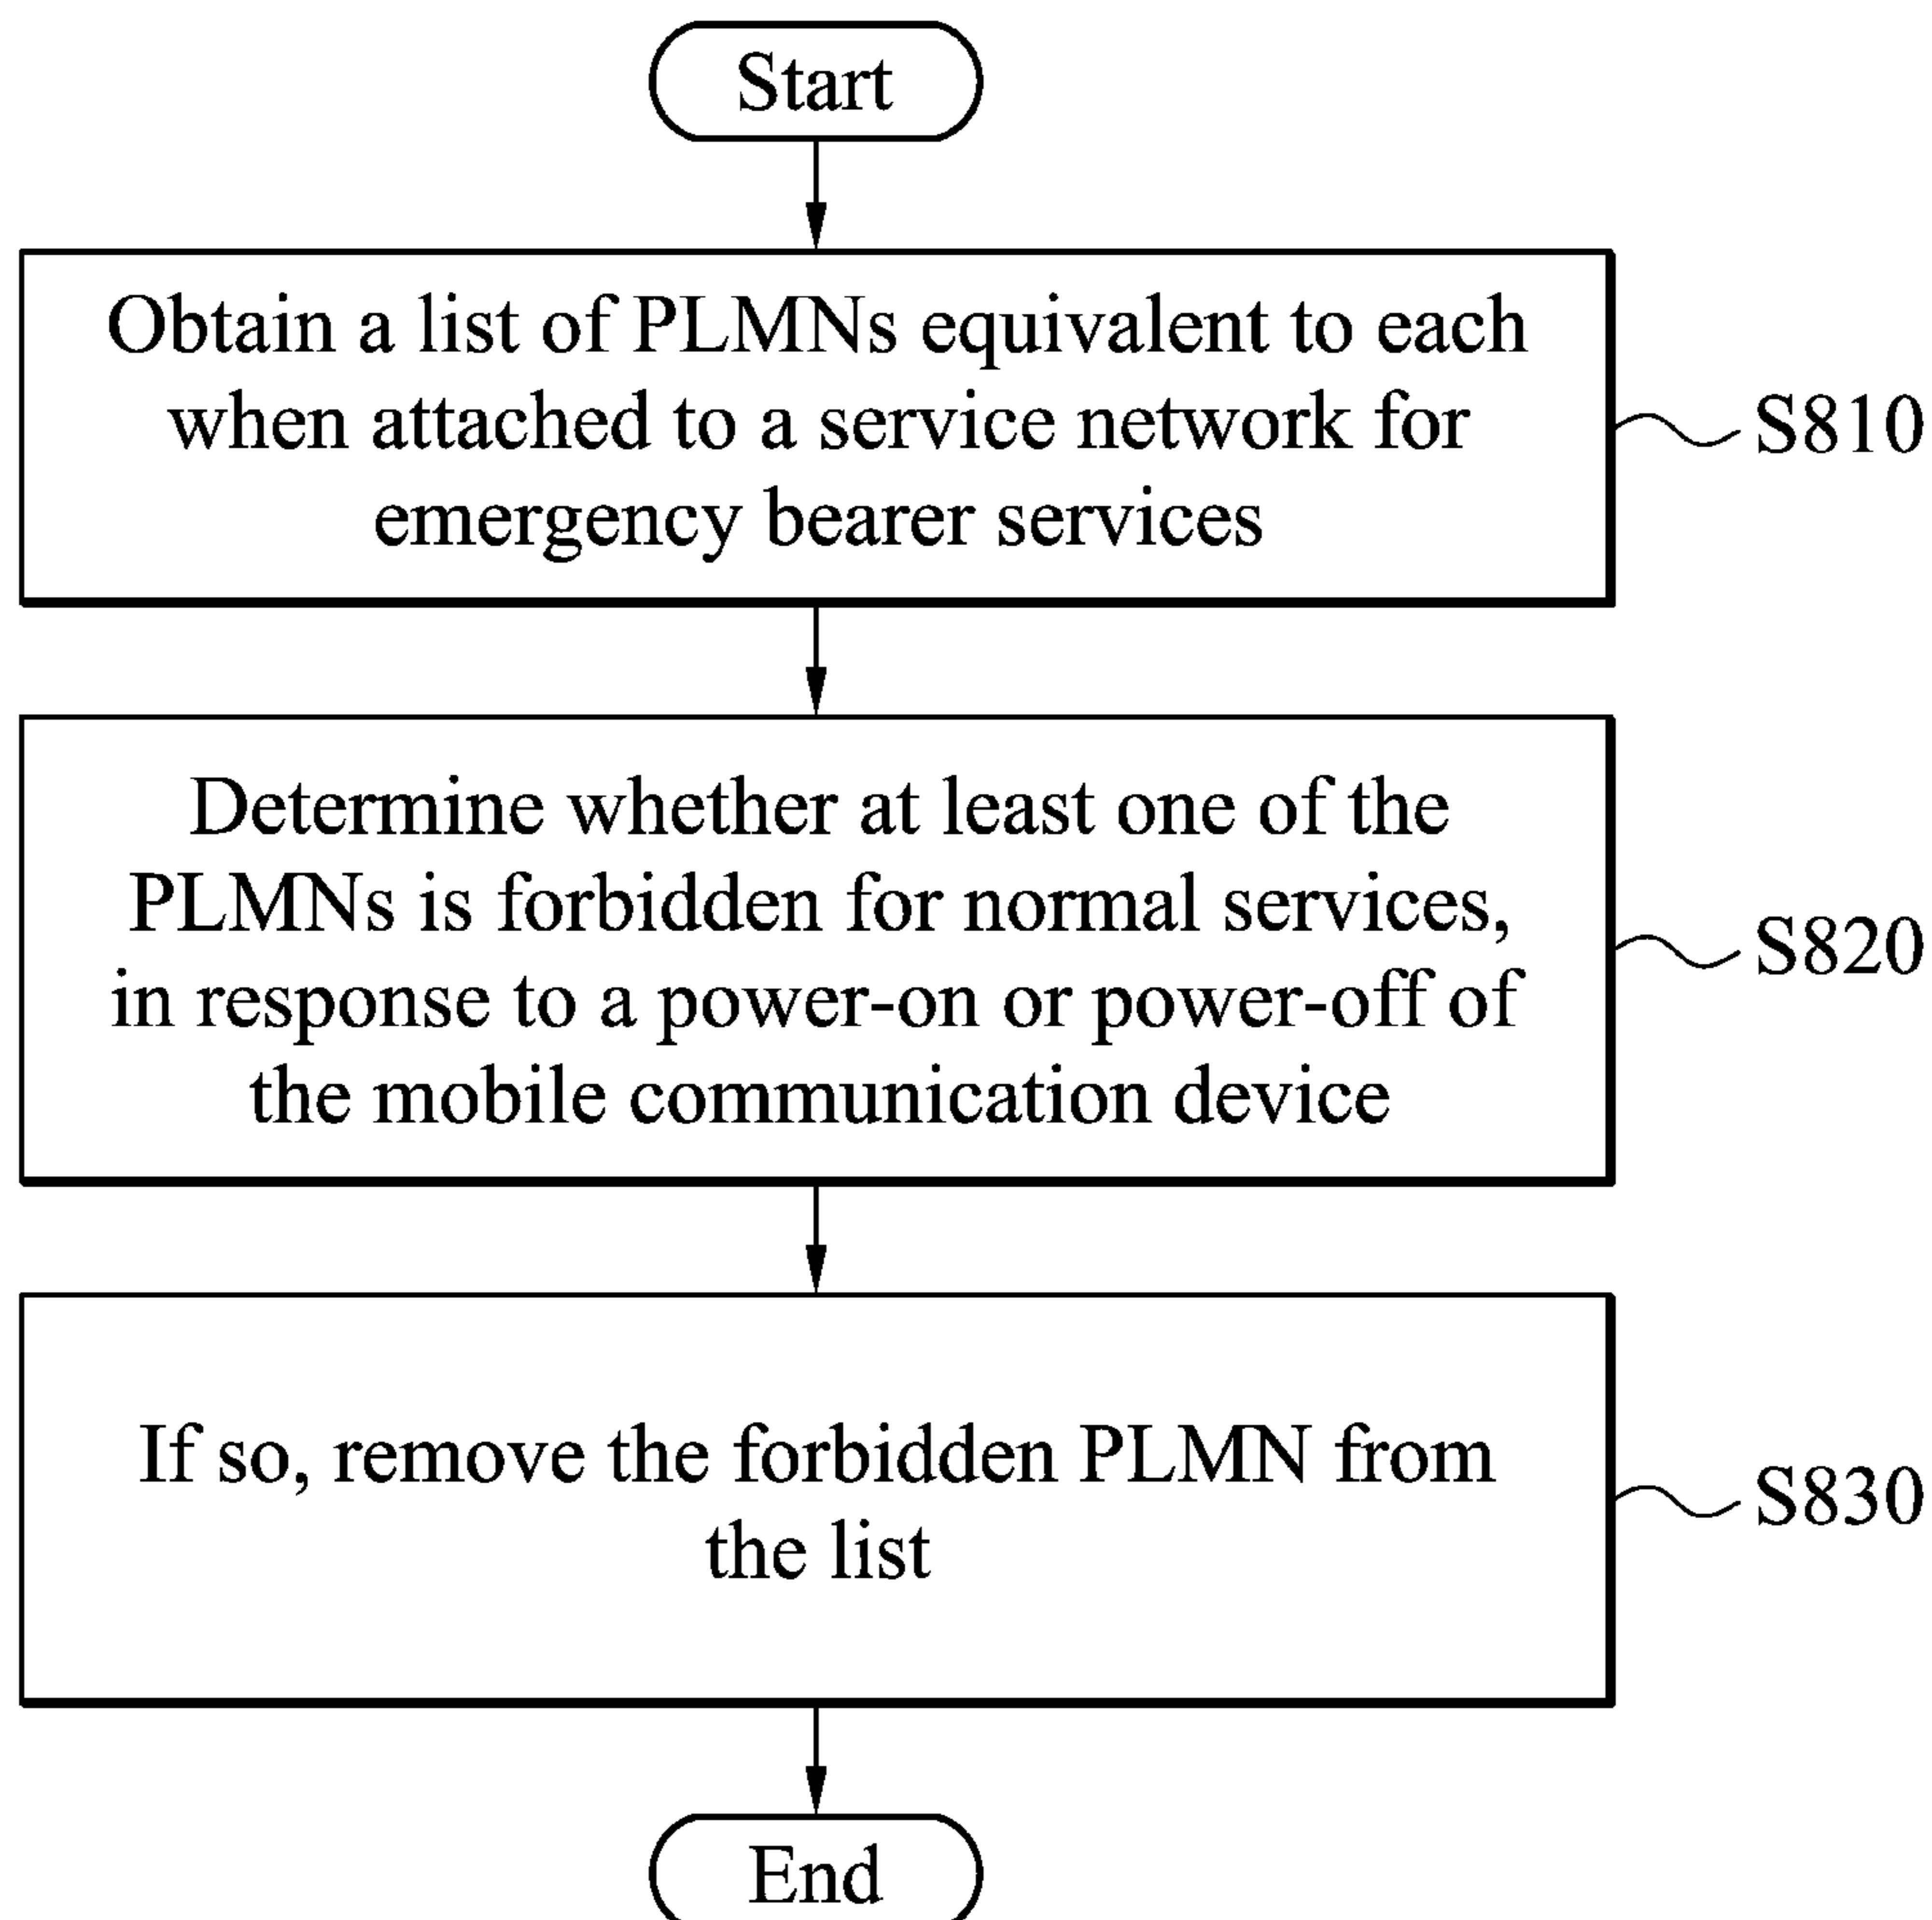 Start
Obtain a list of PLMNs equivalent to each
when attached to a service network for
emergency bearer services
S810
Determine whether at least one of the
PLMNs is forbidden for normal services,
in response to a power-on or power-off of
the mobile communication device
S820
If so, remove the forbidden PLMN from
the list
S830
End